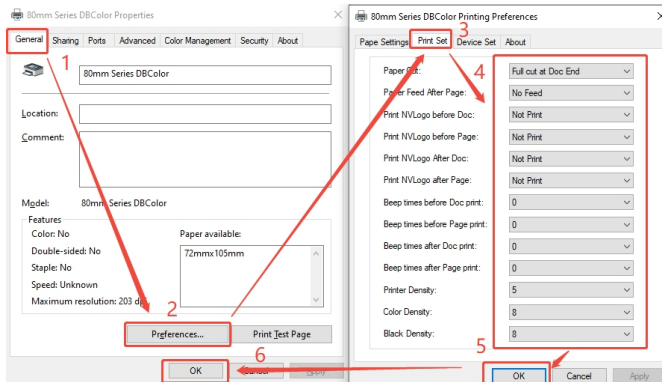 80mm Series DBColor Properties
General Sharing Ports Advanced Color Management Security About
1
80mm Series DBColor
Location:
Comment:
Model: 80mm Series DBColor
Features
Color: No
Double-sided: No
Staple: No
Speed: Unknown
Maximum resolution: 203 dpi
Paper available:
72mmx105mm
2
Preferences...
Print Test Page
6
OK
Cancel
Apply
80mm Series DBColor Printing Preferences
3
Pape Settings Print Set Device Set About
4
Paper Cut: Full cut at Doc End
Paper Feed After Page: No Feed
Print NVLogo before Doc: Not Print
Print NVLogo before Page: Not Print
Print NVLogo After Doc: Not Print
Print NVLogo after Page: Not Print
Beep times before Doc print: 0
Beep times before Page print: 0
Beep times after Doc print: 0
Beep times after Page print: 0
Printer Density: 5
Color Density: 8
Black Density: 8
5
OK
Cancel
Apply